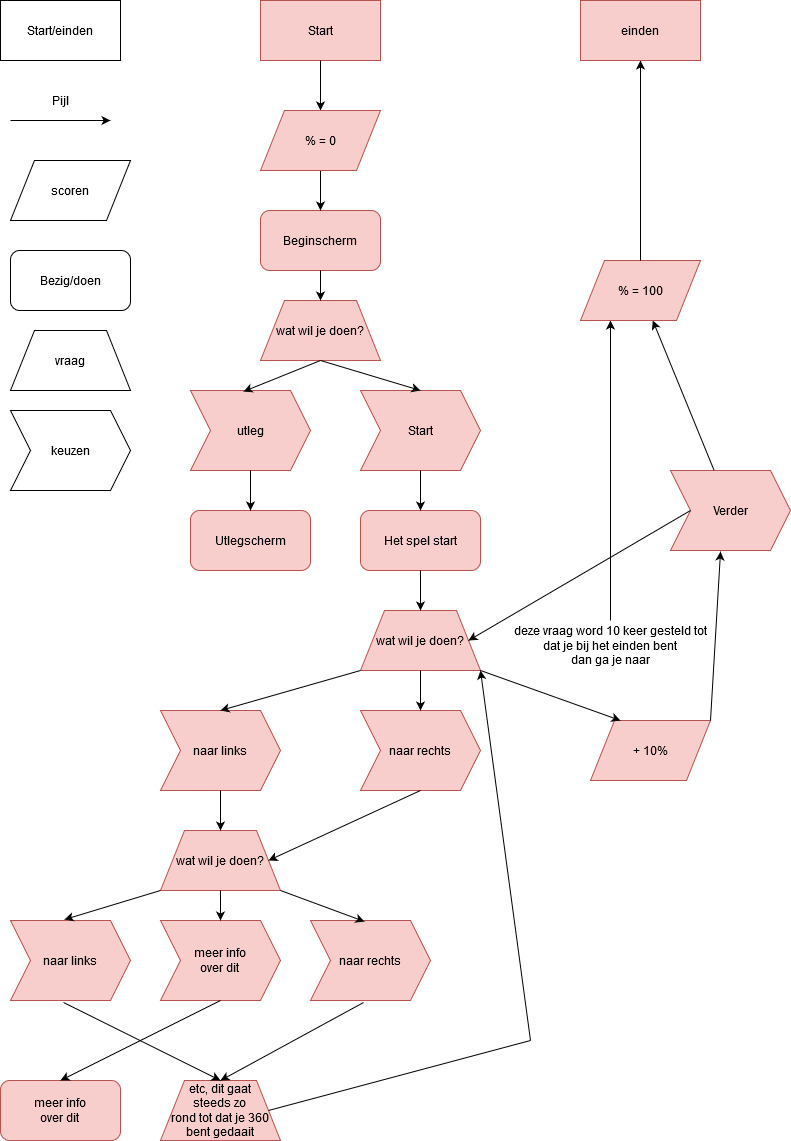 Start/einden
Start
einden
Pijl
% = 0
scoren
Beginscherm
Bezig/doen
% = 100
wat wil je doen?
vraag
utleg
Start
keuzen
Verder
Utlegscherm
Het spel start
wat wil je doen?
deze vraag word 10 keer gesteld tot
dat je bij het einden bent
dan ga je naar
naar links
naar rechts
+ 10%
wat wil je doen?
naar links
meer info
over dit
naar rechts
meer info
over dit
etc, dit gaat
steeds zo
rond tot dat je 360
bent gedaait